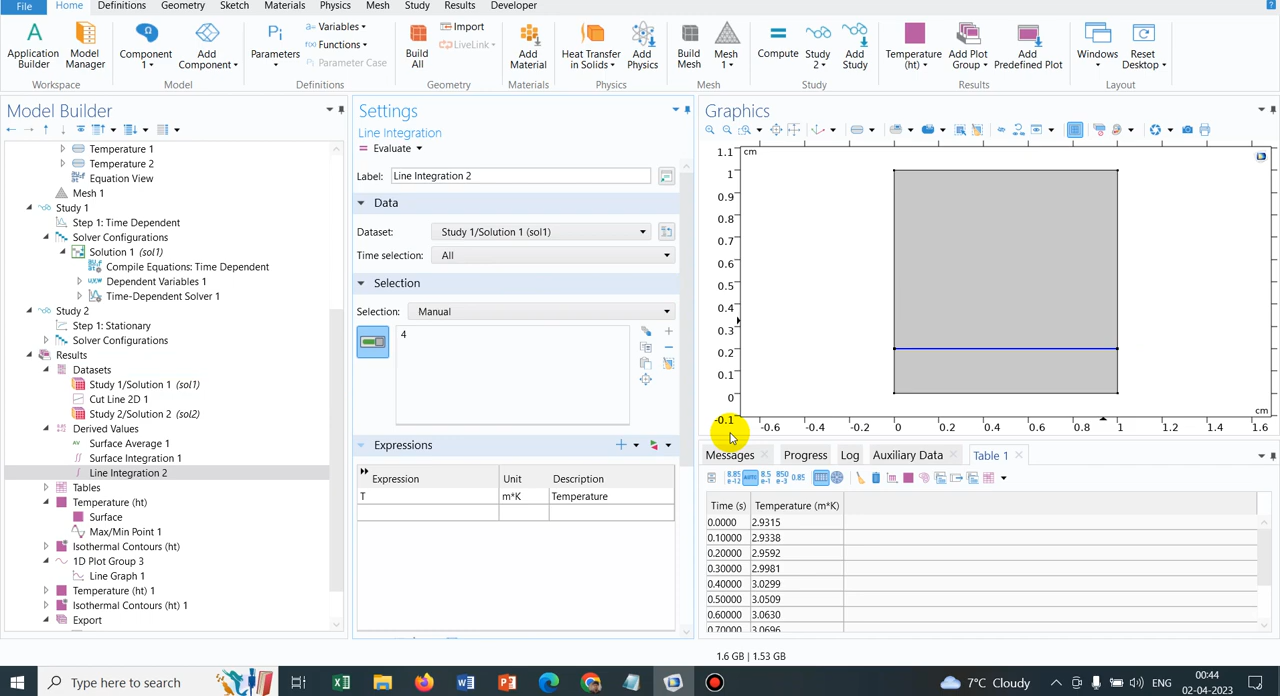 File Home Definitions Geometry Sketch Materials Physics Mesh Study Results Developer
Application Builder
Model Manager
Workspace
Component 1
Add Component
Model
Parameters
Variables
Functions
Parameter Case
Definitions
Build All
Import
LiveLink
Geometry
Add Material
Materials
Heat Transfer in Solids
Add Physics
Physics
Build Mesh
Mesh 1
Mesh
Compute
Study 2
Add Study
Study
Temperature (ht)
Add Plot Group
Add Predefined Plot
Results
Windows
Reset Desktop
Layout
Model Builder
Temperature 1
Temperature 2
Equation View
Mesh 1
Study 1
Step 1: Time Dependent
Solver Configurations
Solution 1 (sol1)
Compile Equations: Time Dependent
Dependent Variables 1
Time-Dependent Solver 1
Study 2
Step 1: Stationary
Solver Configurations
Results
Datasets
Study 1/Solution 1 (sol1)
Cut Line 2D 1
Study 2/Solution 2 (sol2)
Derived Values
Surface Average 1
Surface Integration 1
Line Integration 2
Tables
Temperature (ht)
Surface
Max/Min Point 1
Isothermal Contours (ht)
1D Plot Group 3
Line Graph 1
Temperature (ht) 1
Isothermal Contours (ht) 1
Export
Settings
Line Integration
= Evaluate
Label: Line Integration 2
Data
Dataset: Study 1/Solution 1 (sol1)
Time selection: All
Selection
Selection: Manual
4
Expressions
Expression Unit Description
T m*K Temperature
Graphics
cm
1.1
1
0.9
0.8
0.7
0.6
0.5
0.4
0.3
0.2
0.1
0
-0.1
cm
-0.6 -0.4 -0.2 0 0.2 0.4 0.6 0.8 1 1.2 1.4 1.6
Messages Progress Log Auxiliary Data Table 1
8.85 e-12 AUTO 8.5 e-1 850 e-3 0.85
Time (s) Temperature (m*K)
0.0000 2.9315
0.10000 2.9338
0.20000 2.9592
0.30000 2.9981
0.40000 3.0299
0.50000 3.0509
0.60000 3.0630
0.70000 3.0696
1.6 GB | 1.53 GB
Type here to search
7°C Cloudy
ENG
00:44
02-04-2023